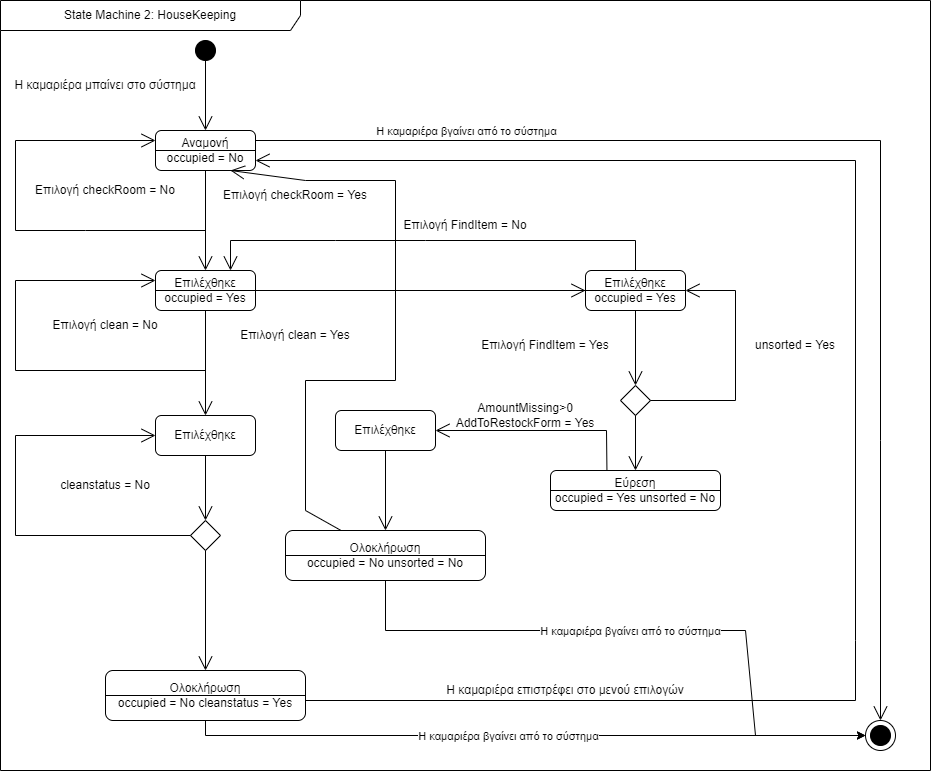 State Machine 2: HouseKeeping
Η καμαριέρα μπαίνει στο σύστημα
Η καμαριέρα βγαίνει από το σύστημα
Αναμονή
occupied = No
Επιλογή checkRoom = No
Επιλογή checkRoom = Yes
Επιλογή FindItem = No
Επιλέχθηκε
occupied = Yes
Επιλέχθηκε
occupied = Yes
Επιλογή clean = No
Επιλογή clean = Yes
Επιλογή FindItem = Yes
unsorted = Yes
AmountMissing>0
AddToRestockForm = Yes
Επιλέχθηκε
Επιλέχθηκε
cleanstatus = No
Εύρεση
occupied = Yes unsorted = No
Ολοκλήρωση
occupied = No unsorted = No
Η καμαριέρα βγαίνει από το σύστημα
Ολοκλήρωση
occupied = No cleanstatus = Yes
Η καμαριέρα επιστρέφει στο μενού επιλογών
Η καμαριέρα βγαίνει από το σύστημα